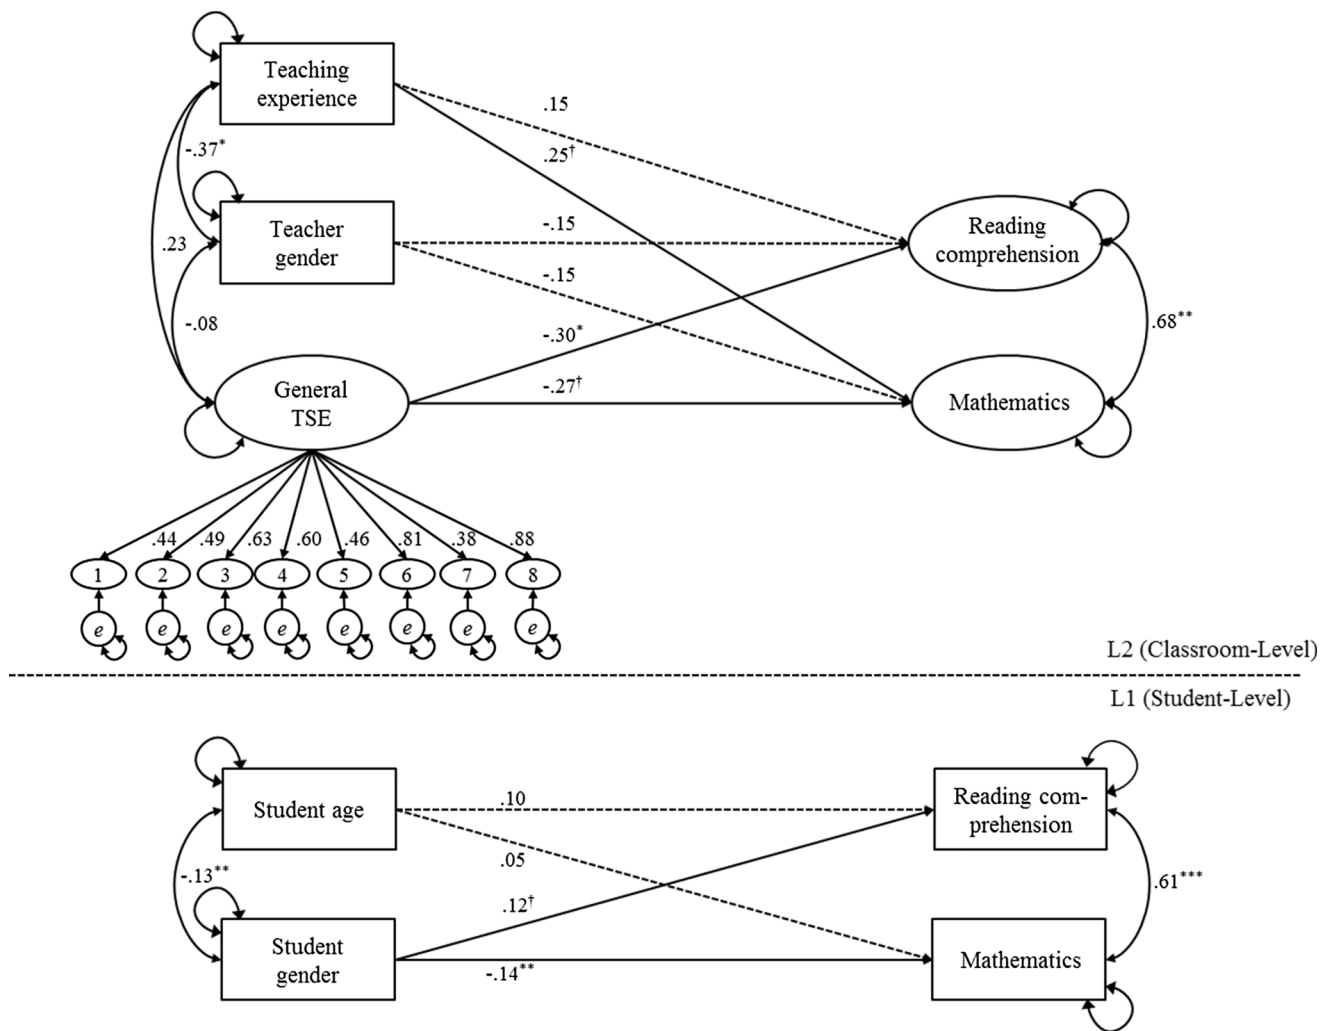 Teaching
experience
.15
-.37*
.25†
Teacher
gender
-.15
Reading
comprehension
.23
-.15
-.08
-.30*
.68**
General
TSE
-.27†
Mathematics
.44 .49 .63 .60 .46 .81 .38 .88
1 2 3 4 5 6 7 8
e e e e e e e e
L2 (Classroom-Level)
L1 (Student-Level)
Student age
.10
Reading com-
prehension
.05
-.13**
.61***
.12†
Student
gender
-.14**
Mathematics